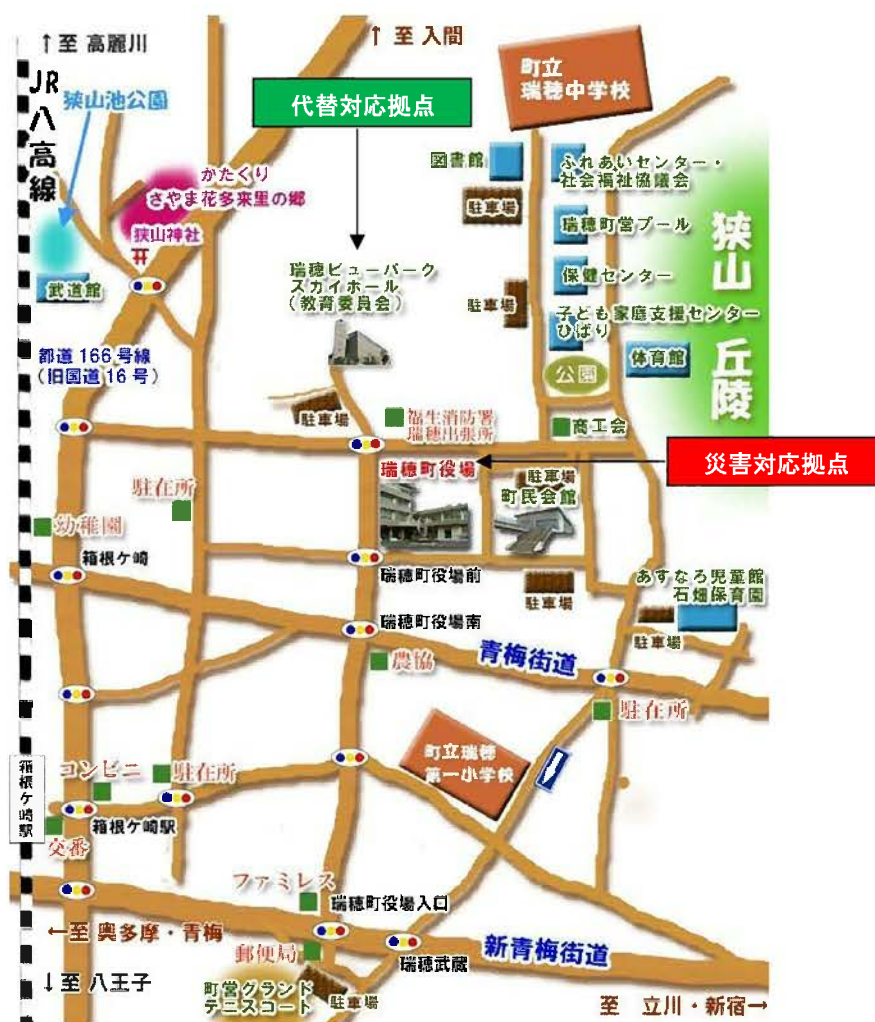 ↑至 高麗川
↑ 至 入間
町立
瑞穂中学校
JR八高線
狭山池公園
代替対応拠点
図書館
ふれあいセンター・
社会福祉協議会
かたくり
さやま花多来里の郷
駐車場
瑞穂町営プール
狭山神社
狭山丘陵
瑞穂ビューパーク
スカイホール
（教育委員会）
保健センター
武道館
駐車場
子ども家庭支援センター
ひばり
都道166号線
（旧国道16号）
体育館
公園
駐車場
福生消防署
瑞穂出張所
商工会
瑞穂町役場
災害対応拠点
駐車場
町民会館
駐在所
幼稚園
箱根ケ崎
瑞穂町役場前
あすなろ児童館
石畑保育園
駐車場
瑞穂町役場南
駐車場
青梅街道
農協
駐在所
町立瑞穂
第一小学校
箱根ケ崎駅
コンビニ
駐在所
箱根ケ崎駅
交番
ファミレス
瑞穂町役場入口
←至 奥多摩・青梅
郵便局
瑞穂武蔵
新青梅街道
↓至 八王子
町営グランド
テニスコート
駐車場
至 立川・新宿→